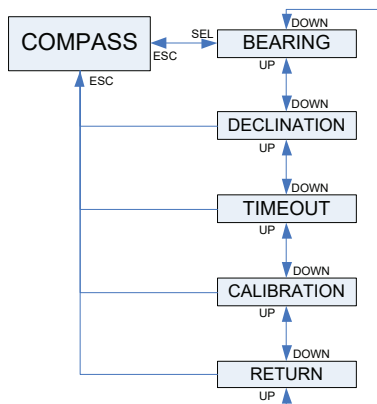 DOWN
COMPASS
SEL
BEARING
ESC
UP
ESC
DOWN
DECLINATION
UP
DOWN
TIMEOUT
UP
DOWN
CALIBRATION
UP
DOWN
RETURN
UP